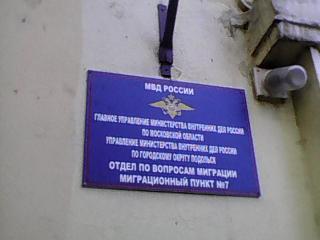 МВД РОССИИ
ГЛАВНОЕ УПРАВЛЕНИЕ МИНИСТЕРСТВА ВНУТРЕННИХ ДЕЛ РОССИИ
ПО МОСКОВСКОЙ ОБЛАСТИ
УПРАВЛЕНИЕ МИНИСТЕРСТВА ВНУТРЕННИХ ДЕЛ РОССИИ
ПО ГОРОДСКОМУ ОКРУГУ ПОДОЛЬСК
ОТДЕЛ ПО ВОПРОСАМ МИГРАЦИИ
МИГРАЦИОННЫЙ ПУНКТ №7